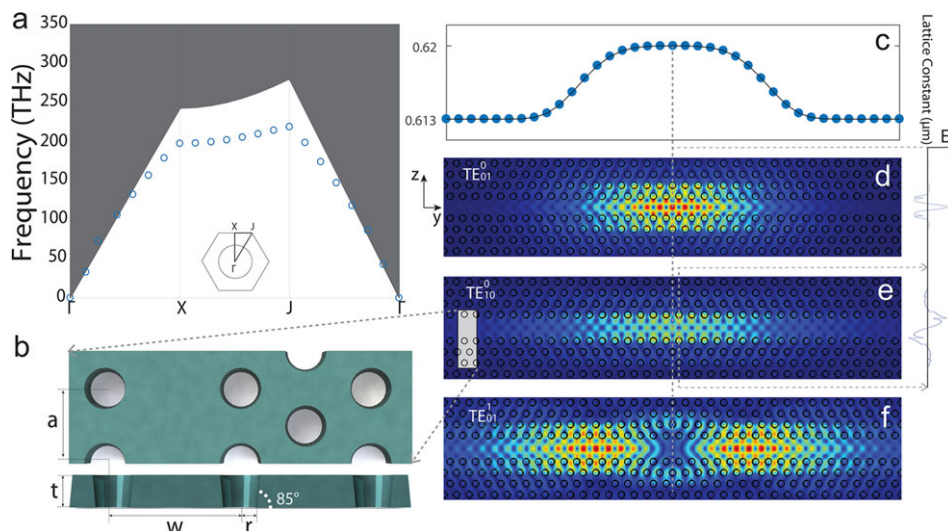 a
350
300
250
200
150
100
50
0
Frequency (THz)
Γ
X
J
Γ
X
J
Γ
b
a
t
w
r
85°
c
0.62
0.613
Lattice Constant (μm)
E
z
y
TE⁰₀₁
d
TE⁰₁₀
e
TE¹₀₁
f